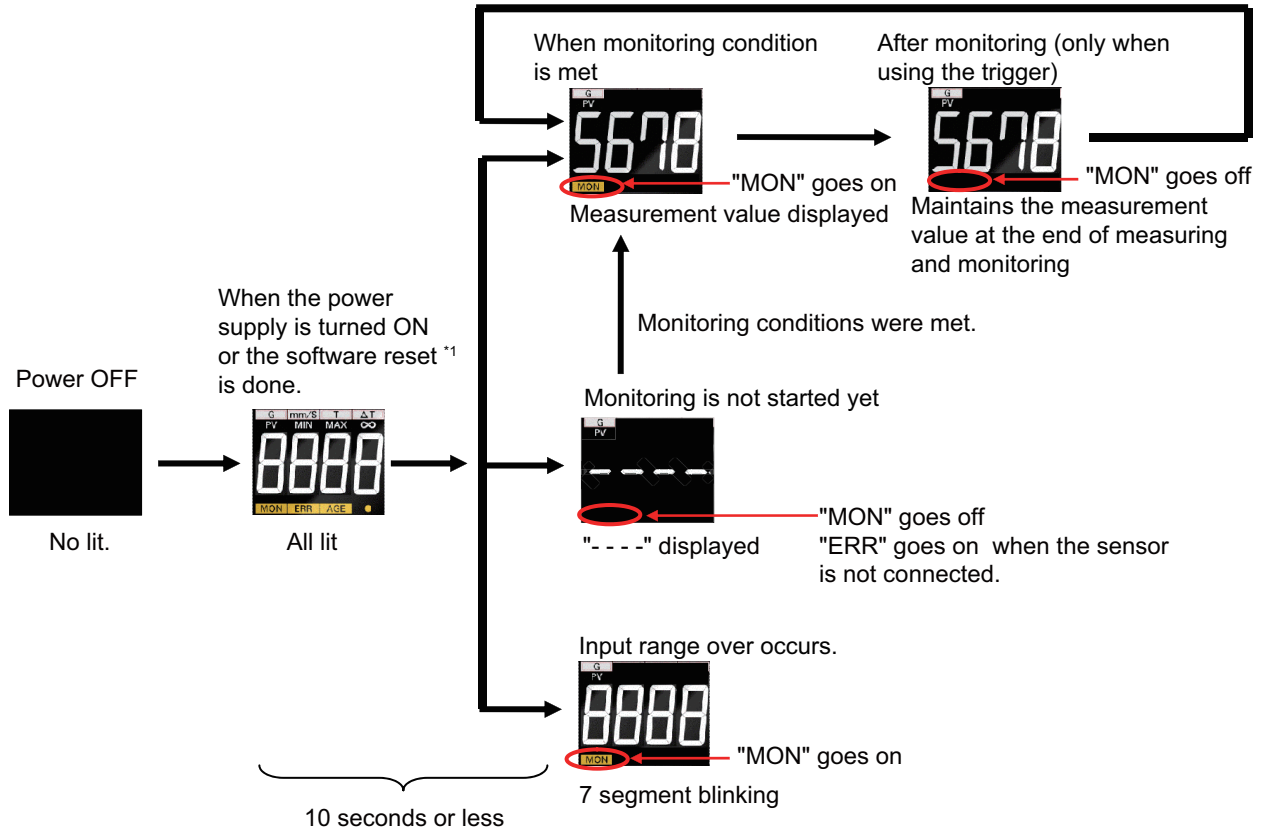 When monitoring condition
is met
After monitoring (only when
using the trigger)
G
PV
5678
MON
"MON" goes on
Measurement value displayed
G
PV
5678
"MON" goes off
Maintains the measurement
value at the end of measuring
and monitoring
Monitoring conditions were met.
Power OFF
No lit.
When the power
supply is turned ON
or the software reset *1
is done.
G mm/S T ΔT
PV MIN MAX ∞
8888
MON ERR AGE
All lit
Monitoring is not started yet
G
PV
- - - -
"MON" goes off
"ERR" goes on when the sensor
is not connected.
"- - - -" displayed
Input range over occurs.
G
PV
8888
MON
"MON" goes on
7 segment blinking
10 seconds or less